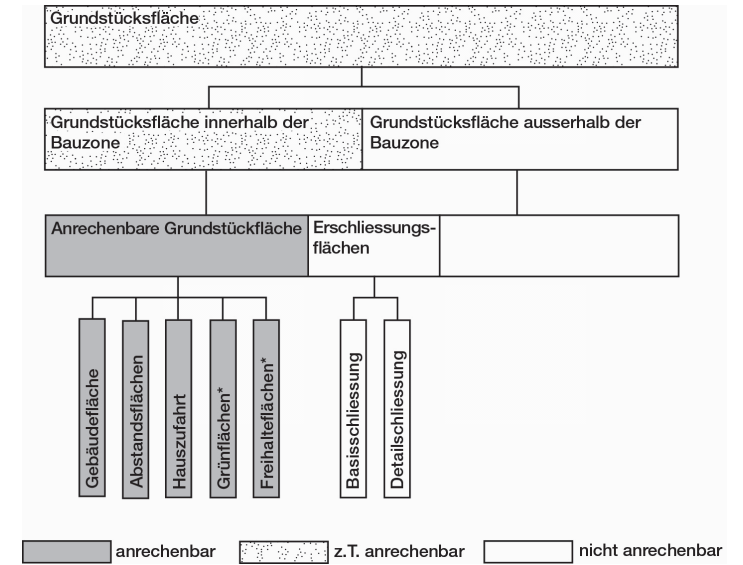 Grundstücksfläche
Grundstücksfläche innerhalb der
Bauzone
Grundstücksfläche ausserhalb der
Bauzone
Anrechenbare Grundstückfläche
Erschliessungs-
flächen
Gebäudefläche
Abstandsflächen
Hauszufahrt
Grünflächen*
Freihalteflächen*
Basisschliessung
Detailschliessung
anrechenbar
z.T. anrechenbar
nicht anrechenbar